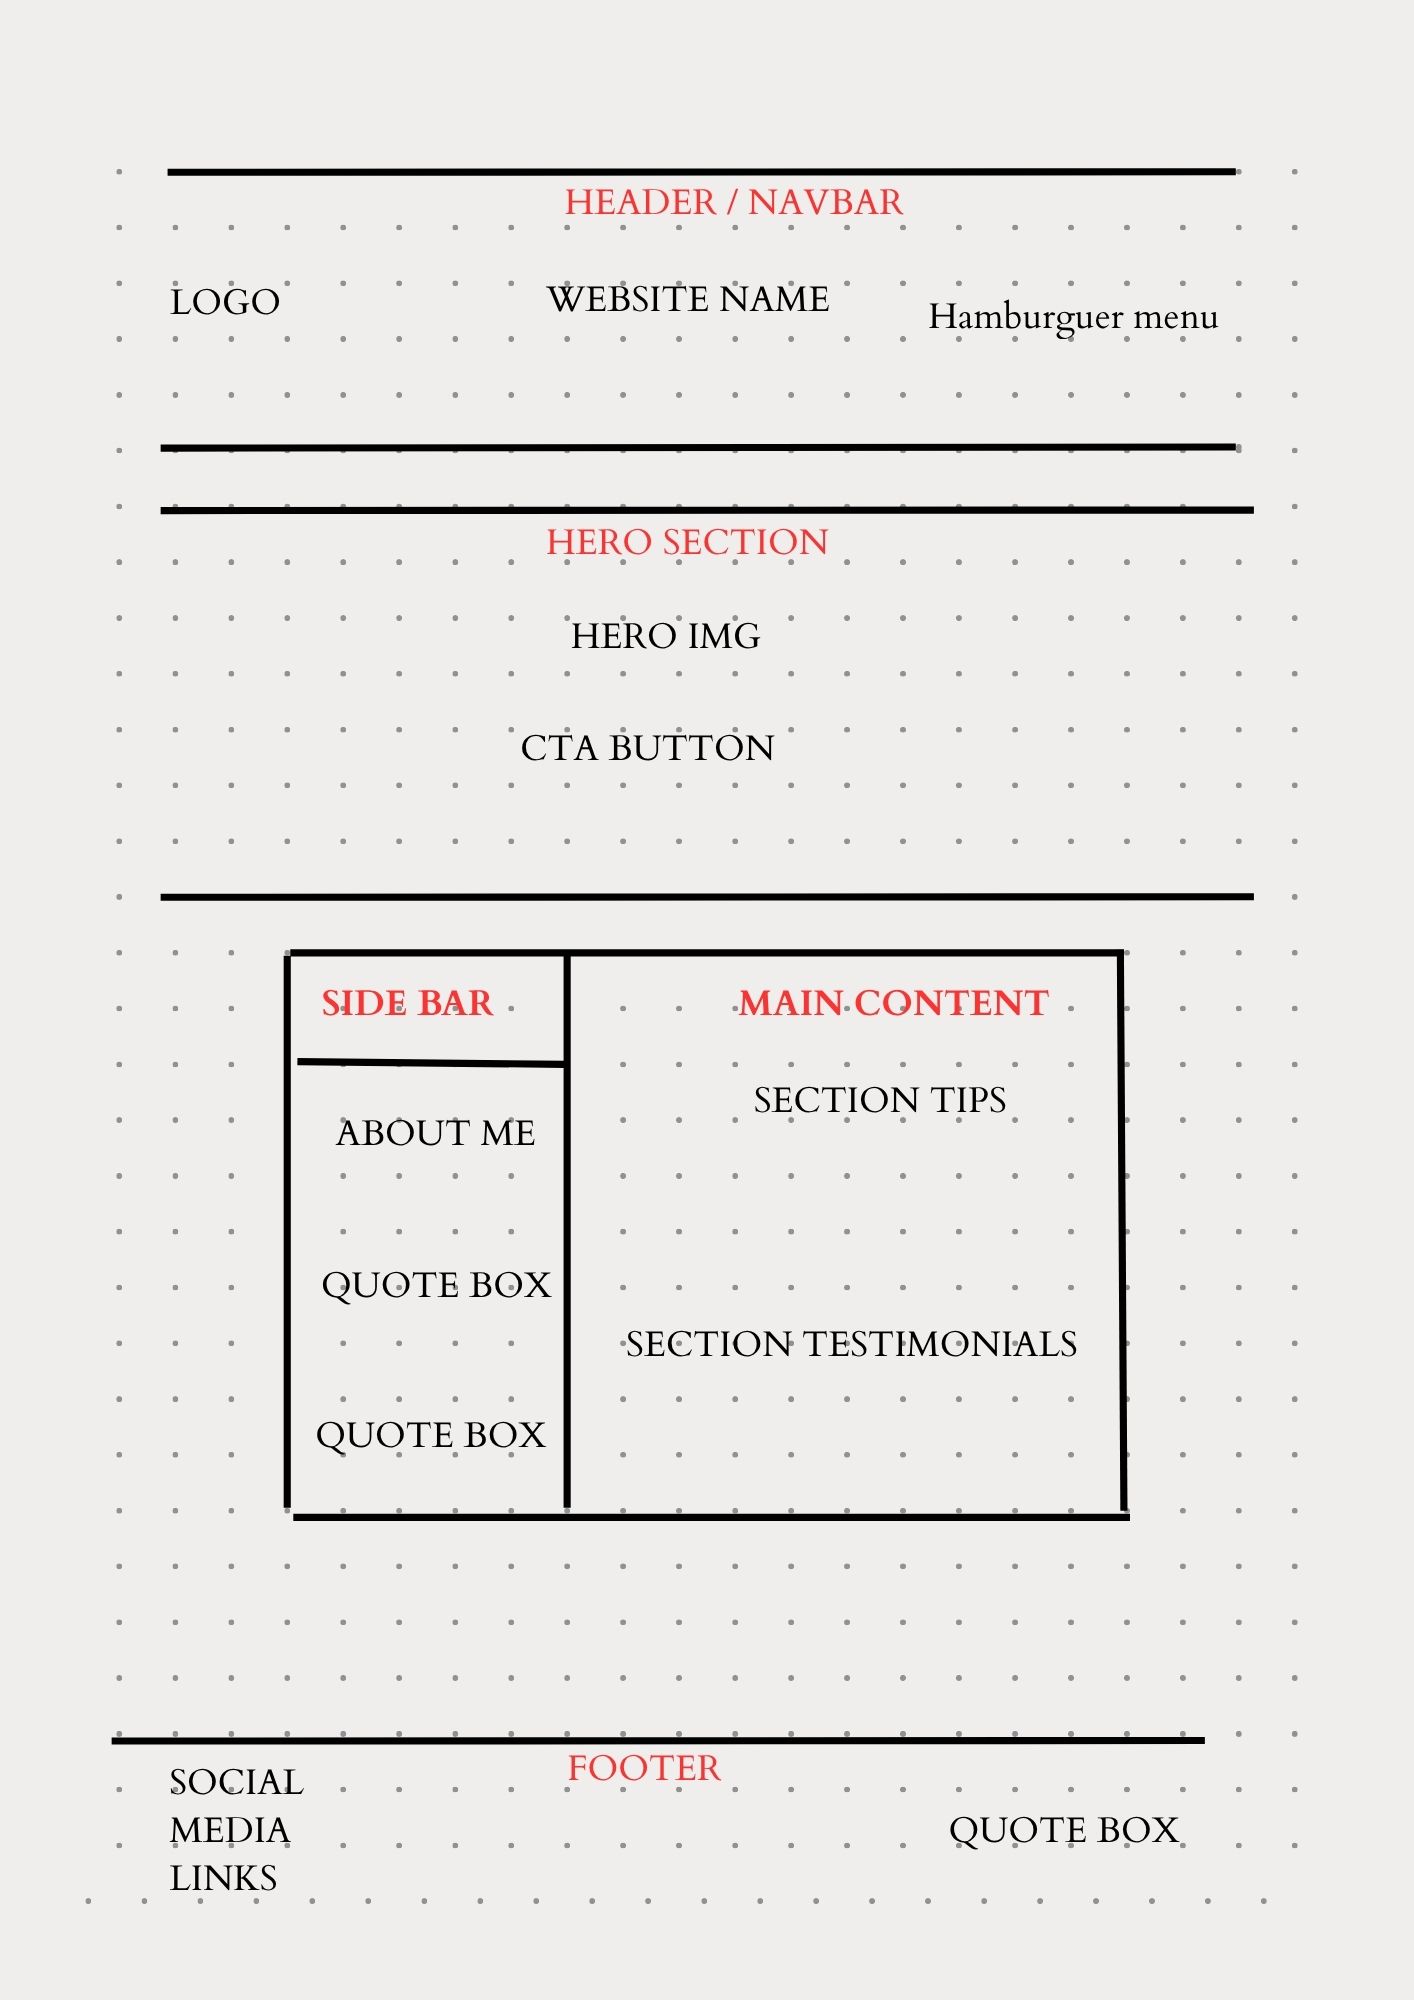 HEADER / NAVBAR
LOGO
WEBSITE NAME
Hamburguer menu
HERO SECTION
HERO IMG
CTA BUTTON
SIDE BAR
ABOUT ME
QUOTE BOX
QUOTE BOX
MAIN CONTENT
SECTION TIPS
SECTION TESTIMONIALS
FOOTER
SOCIAL
MEDIA
LINKS
QUOTE BOX